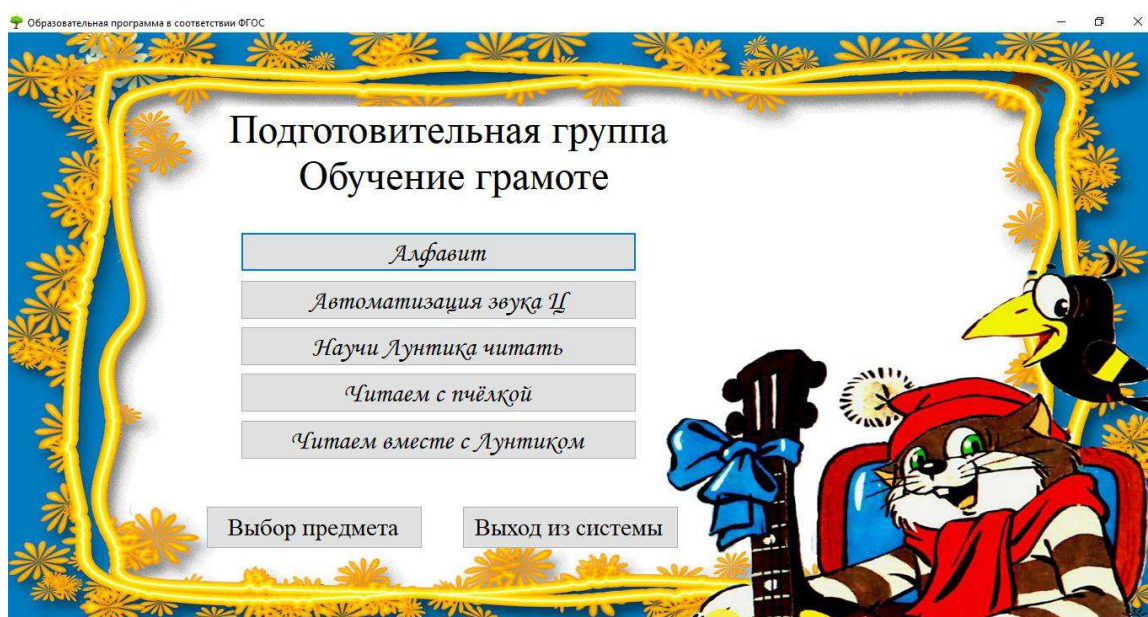 Образовательная программа в соответствии ФГОС
Подготовительная группа
Обучение грамоте
Алфавит
Автоматизация звука Ц
Научи Лунтика читать
Читаем с пчёлкой
Читаем вместе с Лунтиком
Выбор предмета
Выход из системы